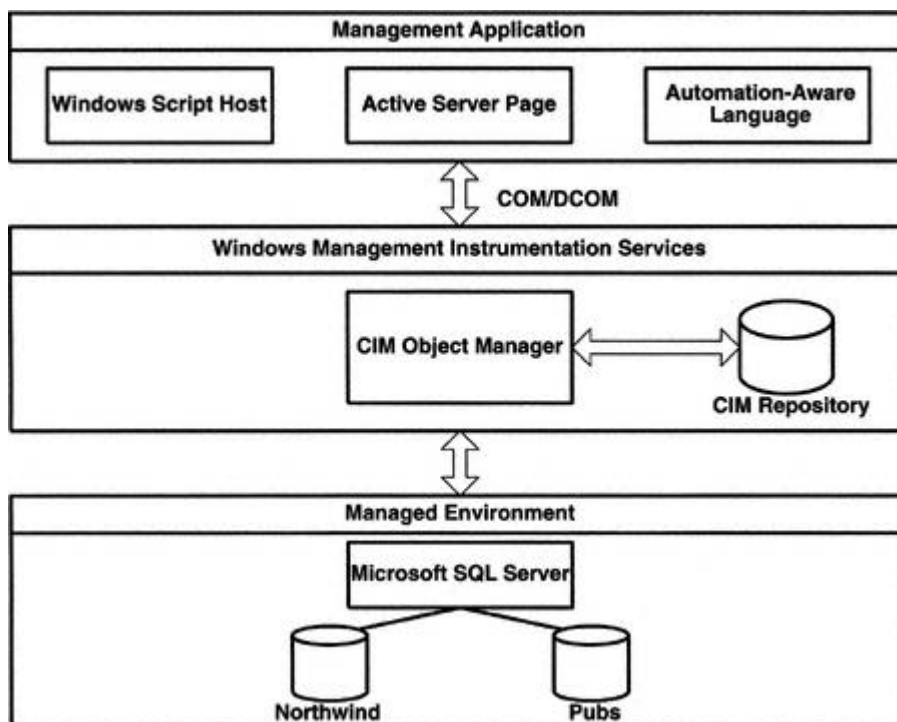 Management Application
Windows Script Host
Active Server Page
Automation-Aware
Language
COM/DCOM
Windows Management Instrumentation Services
CIM Object Manager
CIM Repository
Managed Environment
Microsoft SQL Server
Northwind
Pubs